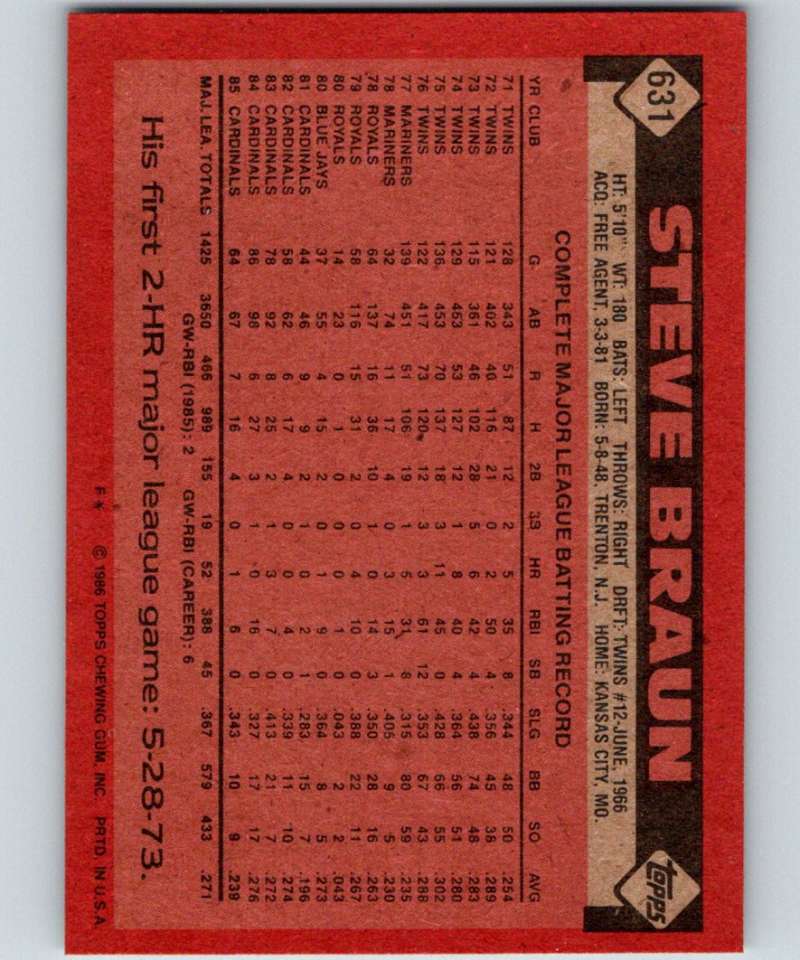 631
STEVE BRAUN
topps
HT: 5'10" WT: 180 BATS: LEFT THROWS: RIGHT DRFT: TWINS #12-JUNE, 1966
ACQ: FREE AGENT, 3-3-81 BORN: 5-8-48, TRENTON, N.J. HOME: KANSAS CITY, MO.
COMPLETE MAJOR LEAGUE BATTING RECORD
YR CLUB G AB R H 2B 3B HR RBI SB SLG BB SO AVG
71 TWINS 128 343 51 87 12 2 5 35 8 .344 48 50 .254
72 TWINS 121 402 40 116 21 0 2 50 4 .356 45 38 .289
73 TWINS 115 361 46 102 28 5 6 42 4 .438 74 48 .283
74 TWINS 129 453 53 127 12 1 8 40 4 .364 56 51 .280
75 TWINS 136 453 70 137 18 3 11 45 0 .428 66 55 .302
76 TWINS 122 417 73 120 12 3 3 61 12 .353 67 43 .288
77 MARINERS 139 451 51 106 19 1 5 31 8 .315 80 59 .235
78 MARINERS 32 74 11 17 4 0 3 15 1 .405 9 5 .230
78 ROYALS 64 137 16 36 10 1 0 14 3 .350 28 16 .263
79 ROYALS 58 116 15 31 2 0 4 10 0 .388 22 11 .267
80 ROYALS 14 23 0 1 0 0 0 1 0 .043 2 2 .043
80 BLUE JAYS 37 55 4 15 2 0 1 9 0 .364 8 5 .273
81 CARDINALS 44 46 9 9 2 1 0 2 1 .283 15 7 .196
82 CARDINALS 58 62 6 17 4 0 0 4 0 .339 11 10 .274
83 CARDINALS 78 92 8 25 2 1 3 7 0 .413 21 7 .272
84 CARDINALS 86 98 6 27 3 1 0 16 0 .327 17 17 .276
85 CARDINALS 64 67 7 16 4 0 1 6 0 .343 10 9 .239
MAJ. LEA. TOTALS 1425 3650 466 989 155 19 52 388 45 .367 579 433 .271
GW-RBI (1985): 2 GW-RBI (CAREER): 6
His first 2-HR major league game: 5-28-73.
F* © 1986 TOPPS CHEWING GUM, INC. PRTD. IN U.S.A.